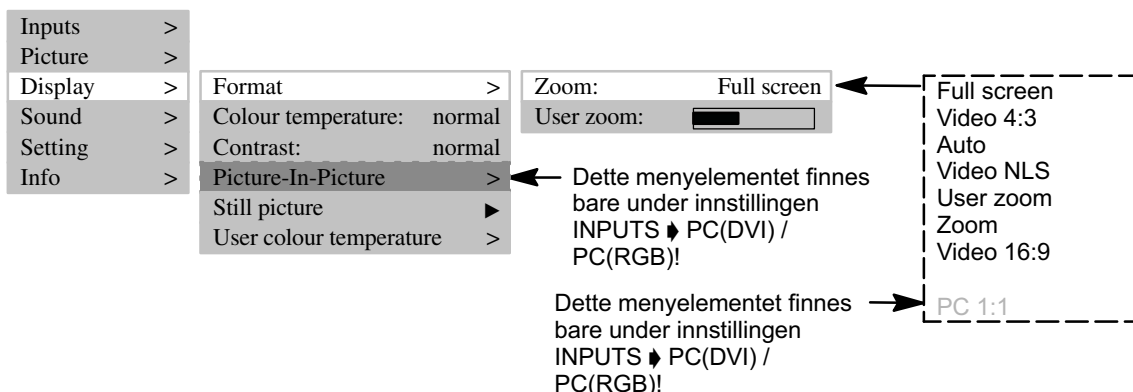 Inputs >
Picture >
Display >
Sound >
Setting >
Info >
Format >
Colour temperature: normal
Contrast: normal
Picture-In-Picture >
Still picture ▶
User colour temperature >
Zoom: Full screen
User zoom:
Full screen
Video 4:3
Auto
Video NLS
User zoom
Zoom
Video 16:9
PC 1:1
Dette menyelementet finnes
bare under innstillingen
INPUTS ➧ PC(DVI) /
PC(RGB)!
Dette menyelementet finnes
bare under innstillingen
INPUTS ➧ PC(DVI) /
PC(RGB)!